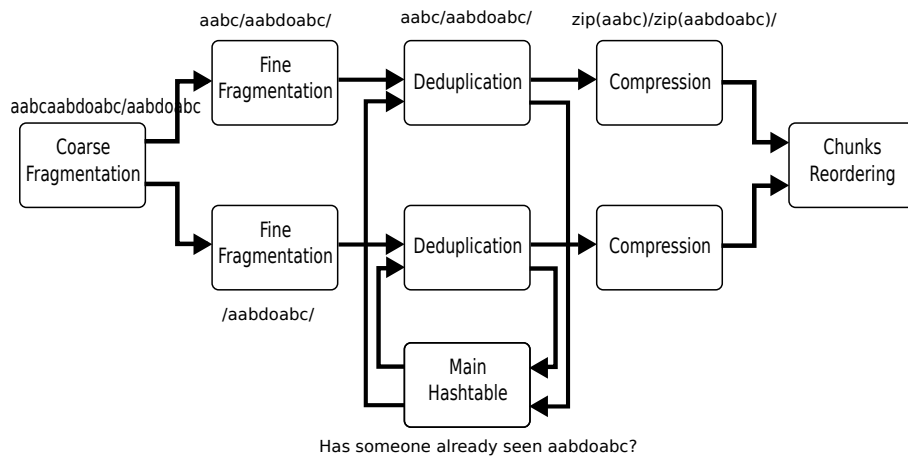 aabc/aabdoabc/
aabc/aabdoabc/
zip(aabc)/zip(aabdoabc)/
Fine
Fragmentation
Deduplication
Compression
aabcaabdoabc/aabdoabc
Coarse
Fragmentation
Chunks
Reordering
Fine
Fragmentation
Deduplication
Compression
/aabdoabc/
Main
Hashtable
Has someone already seen aabdoabc?